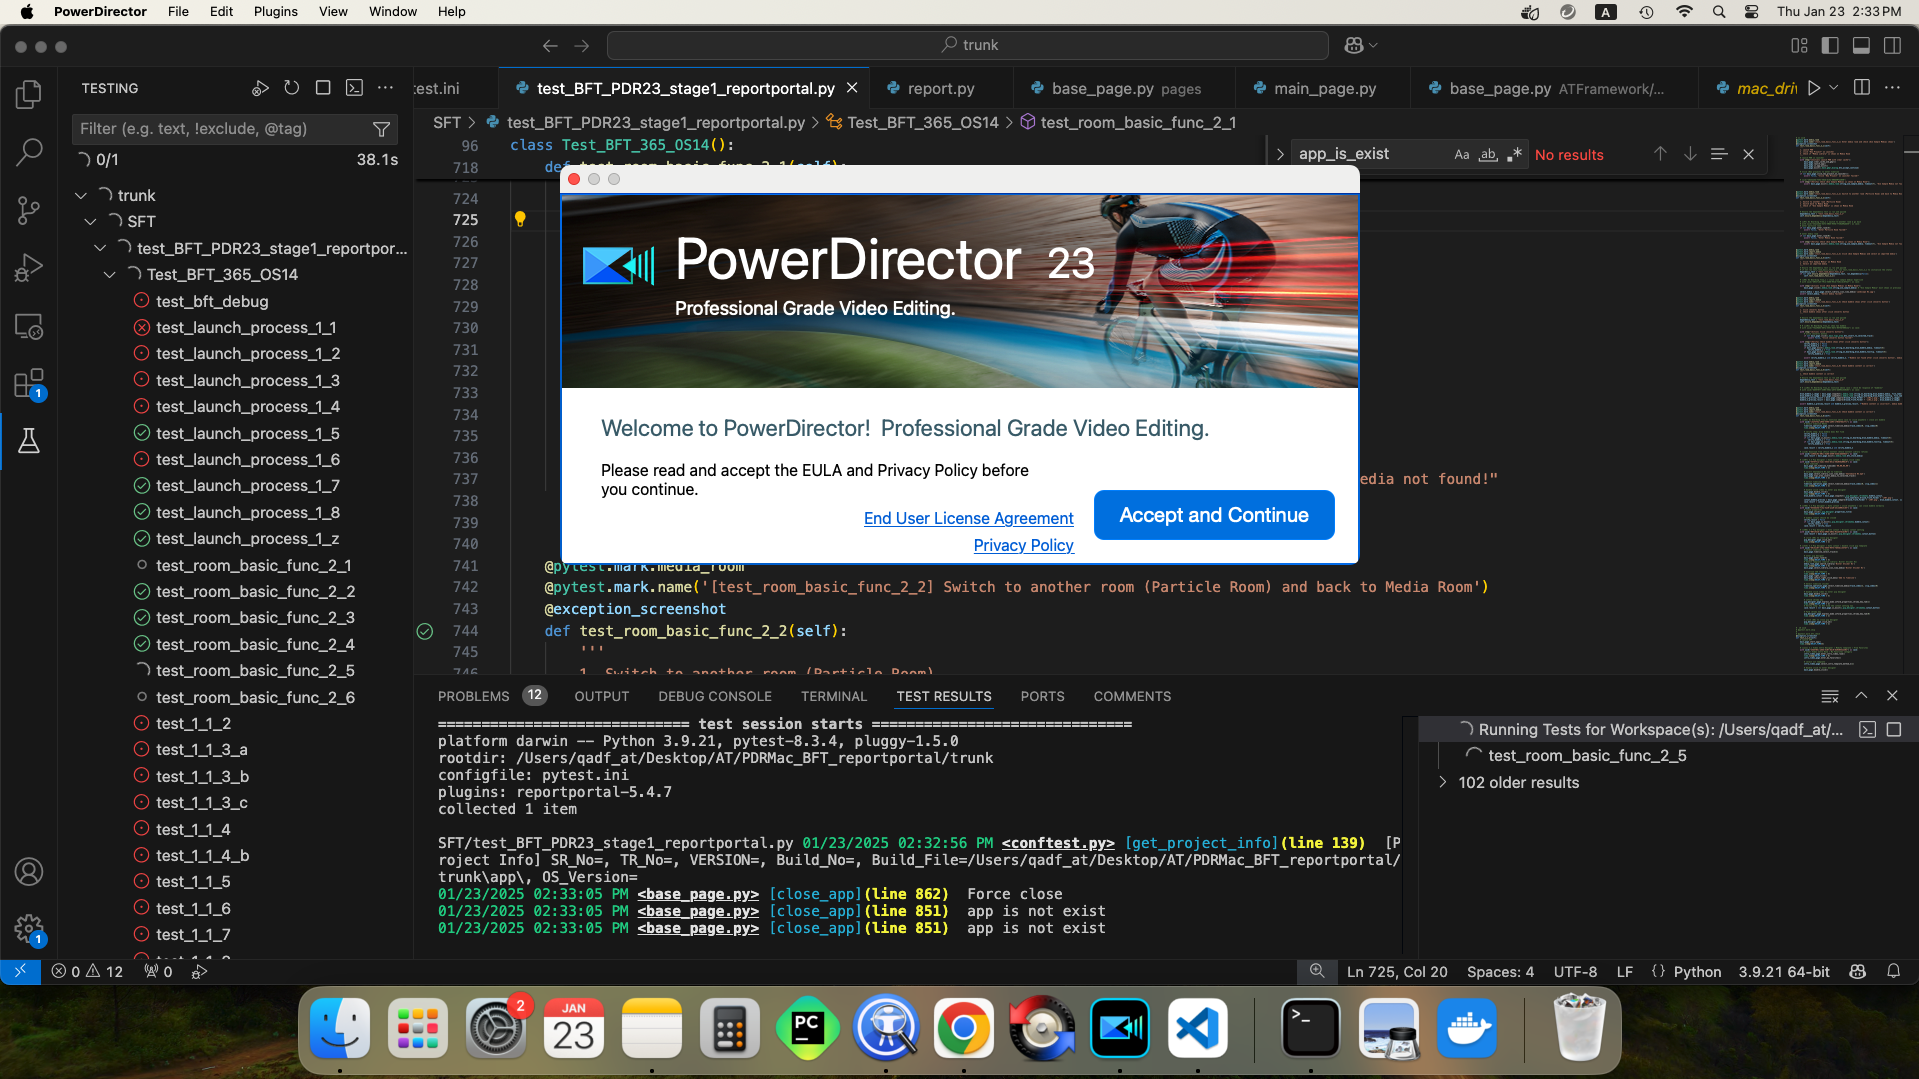 PowerDirector File Edit Plugins View Window Help
A Thu Jan 23 2:33 PM
trunk
TESTING
test.ini test_BFT_PDR23_stage1_reportportal.py report.py base_page.py pages main_page.py base_page.py ATFramework/... mac_dri
Filter (e.g. text, !exclude, @tag)
SFT > test_BFT_PDR23_stage1_reportportal.py > Test_BFT_365_OS14 > test_room_basic_func_2_1
0/1 38.1s
96 class Test_BFT_365_OS14():
718
app_is_exist Aa ab No results
trunk
SFT
test_BFT_PDR23_stage1_reportpor...
Test_BFT_365_OS14
test_bft_debug
test_launch_process_1_1
test_launch_process_1_2
test_launch_process_1_3
test_launch_process_1_4
test_launch_process_1_5
test_launch_process_1_6
test_launch_process_1_7
test_launch_process_1_8
test_launch_process_1_z
test_room_basic_func_2_1
test_room_basic_func_2_2
test_room_basic_func_2_3
test_room_basic_func_2_4
test_room_basic_func_2_5
test_room_basic_func_2_6
test_1_1_2
test_1_1_3_a
test_1_1_3_b
test_1_1_3_c
test_1_1_4
test_1_1_4_b
test_1_1_5
test_1_1_6
test_1_1_7
1
1
724
725
726
727
728
729
730
731
732
733
734
735
736
737 edia not found!"
738
739
740
PowerDirector 23
Professional Grade Video Editing.
Welcome to PowerDirector! Professional Grade Video Editing.
Please read and accept the EULA and Privacy Policy before
you continue.
End User License Agreement
Privacy Policy
Accept and Continue
741 @pytest.mark.media_room
742 @pytest.mark.name('[test_room_basic_func_2_2] Switch to another room (Particle Room) and back to Media Room')
743 @exception_screenshot
744 def test_room_basic_func_2_2(self):
745 '''
746 1. Switch to another room (Particle Room)
PROBLEMS 12 OUTPUT DEBUG CONSOLE TERMINAL TEST RESULTS PORTS COMMENTS
============================= test session starts ==============================
platform darwin -- Python 3.9.21, pytest-8.3.4, pluggy-1.5.0
rootdir: /Users/qadf_at/Desktop/AT/PDRMac_BFT_reportportal/trunk
configfile: pytest.ini
plugins: reportportal-5.4.7
collected 1 item
SFT/test_BFT_PDR23_stage1_reportportal.py 01/23/2025 02:32:56 PM <conftest.py> [get_project_info](line 139) [P
roject Info] SR_No=, TR_No=, VERSION=, Build_No=, Build_File=/Users/qadf_at/Desktop/AT/PDRMac_BFT_reportportal/
trunk\app\, OS_Version=
01/23/2025 02:33:05 PM <base_page.py> [close_app](line 862) Force close
01/23/2025 02:33:05 PM <base_page.py> [close_app](line 851) app is not exist
01/23/2025 02:33:05 PM <base_page.py> [close_app](line 851) app is not exist
Running Tests for Workspace(s): /Users/qadf_at/...
test_room_basic_func_2_5
102 older results
0 12 0 Ln 725, Col 20 Spaces: 4 UTF-8 LF {} Python 3.9.21 64-bit
2
JAN
23
PC
>_